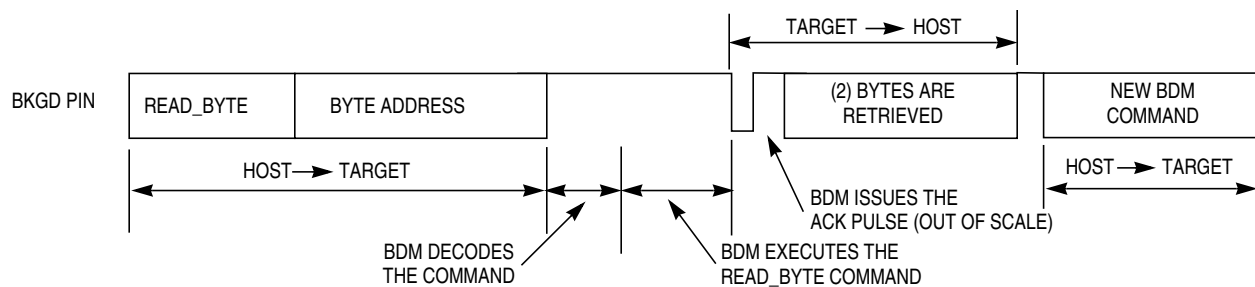 TARGET → HOST
BKGD PIN
READ_BYTE
BYTE ADDRESS
(2) BYTES ARE
RETRIEVED
NEW BDM
COMMAND
HOST → TARGET
HOST → TARGET
BDM ISSUES THE
ACK PULSE (OUT OF SCALE)
BDM DECODES
THE COMMAND
BDM EXECUTES THE
READ_BYTE COMMAND